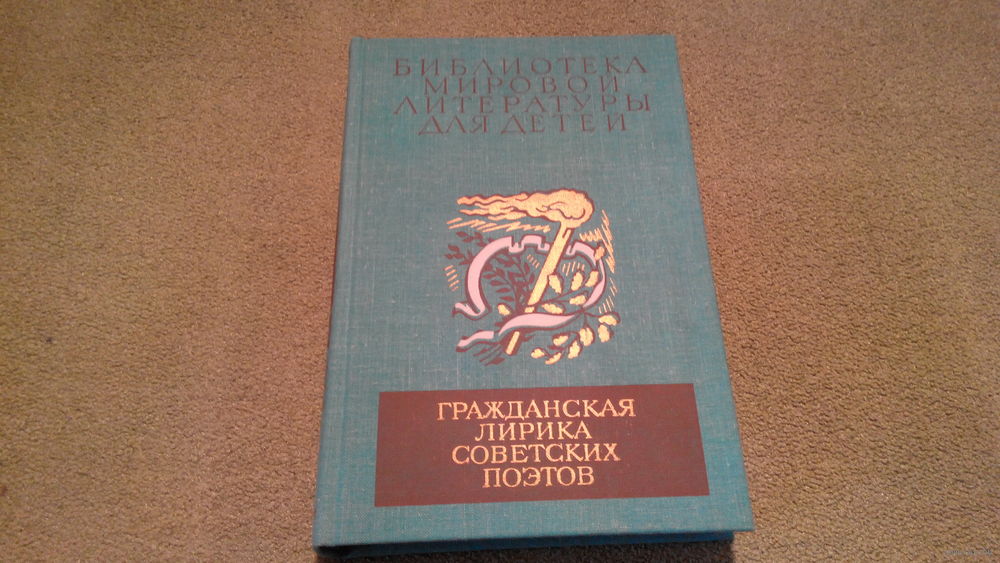 БИБЛИОТЕКА
МИРОВОЙ
ЛИТЕРАТУРЫ
ДЛЯ ДЕТЕЙ
ГРАЖДАНСКАЯ
ЛИРИКА
СОВЕТСКИХ
ПОЭТОВ